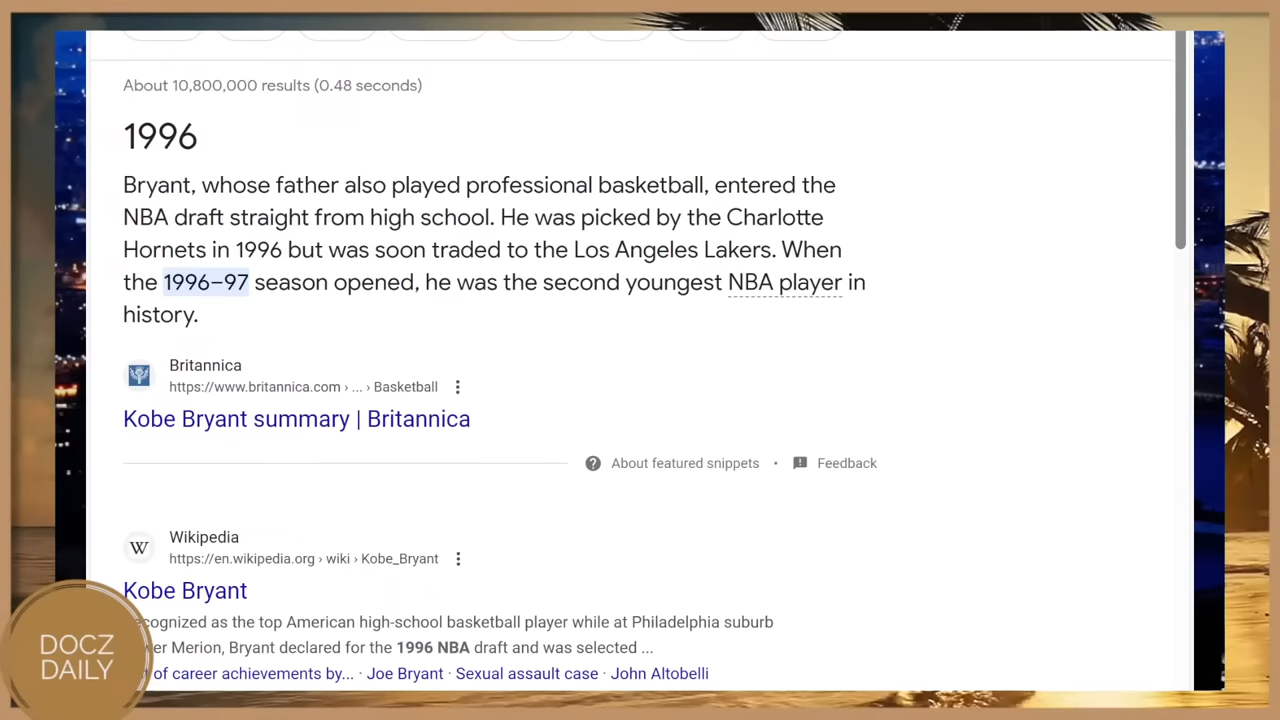 About 10,800,000 results (0.48 seconds)
1996
Bryant, whose father also played professional basketball, entered the
NBA draft straight from high school. He was picked by the Charlotte
Hornets in 1996 but was soon traded to the Los Angeles Lakers. When
the 1996–97 season opened, he was the second youngest NBA player in
history.
Britannica
https://www.britannica.com › ... › Basketball
Kobe Bryant summary | Britannica
About featured snippets • Feedback
W
Wikipedia
https://en.wikipedia.org › wiki › Kobe_Bryant
Kobe Bryant
cognized as the top American high-school basketball player while at Philadelphia suburb
er Merion, Bryant declared for the 1996 NBA draft and was selected ...
of career achievements by... · Joe Bryant · Sexual assault case · John Altobelli
DOCZ
DAILY